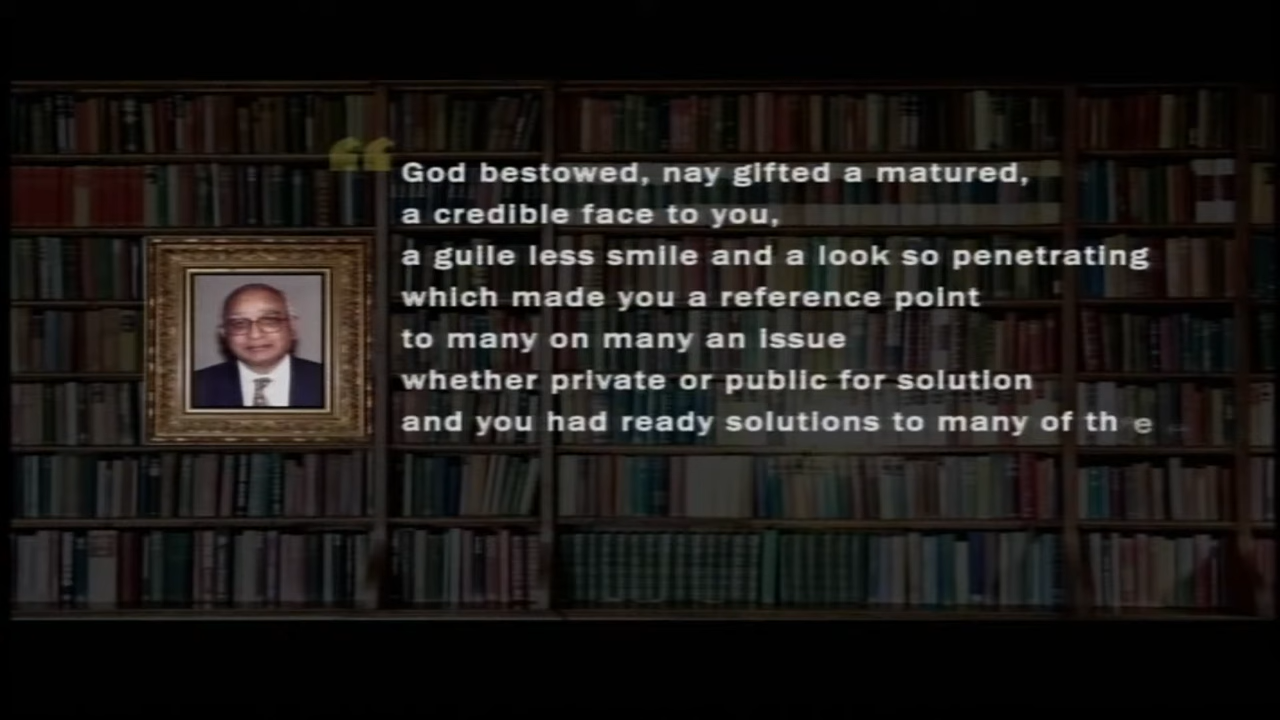 “God bestowed, nay gifted a matured,
a credible face to you,
a guile less smile and a look so penetrating
which made you a reference point
to many on many an issue
whether private or public for solution
and you had ready solutions to many of the